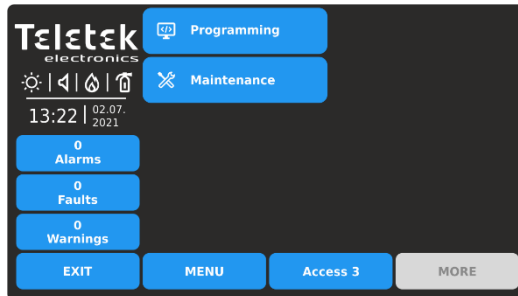 Teletek
electronics
13:22
02.07.
2021
0
Alarms
0
Faults
0
Warnings
Programming
Maintenance
EXIT
MENU
Access 3
MORE